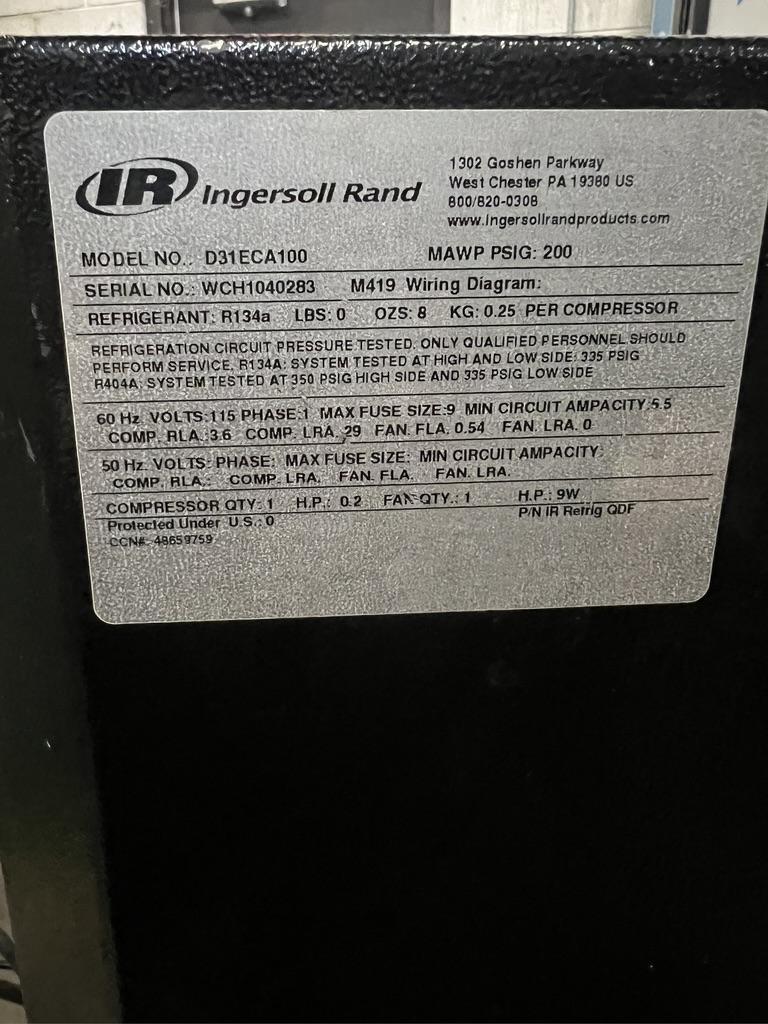 IR Ingersoll Rand
1302 Goshen Parkway
West Chester PA 19380 US
800/820-0308
www.ingersollrandproducts.com
MODEL NO.: D31ECA100 MAWP PSIG: 200
SERIAL NO.: WCH1040283 M419 Wiring Diagram:
REFRIGERANT: R134a LBS: 0 OZS: 8 KG: 0.25 PER COMPRESSOR
REFRIGERATION CIRCUIT PRESSURE TESTED. ONLY QUALIFIED PERSONNEL SHOULD
PERFORM SERVICE. R134A: SYSTEM TESTED AT HIGH AND LOW SIDE: 335 PSIG
R404A: SYSTEM TESTED AT 350 PSIG HIGH SIDE AND 335 PSIG LOW SIDE
60 Hz VOLTS:115 PHASE:1 MAX FUSE SIZE:9 MIN CIRCUIT AMPACITY:5.5
COMP. RLA.:3.6 COMP. LRA. 29 FAN. FLA. 0.54 FAN. LRA. 0
50 Hz VOLTS: PHASE: MAX FUSE SIZE: MIN CIRCUIT AMPACITY:
COMP. RLA.: COMP. LRA. FAN. FLA. FAN. LRA.
COMPRESSOR QTY: 1 H.P.: 0.2 FAN QTY.: 1 H.P.: 9W
Protected Under U.S.: 0 P/N IR Refrig QDF
CCN#: 48659759